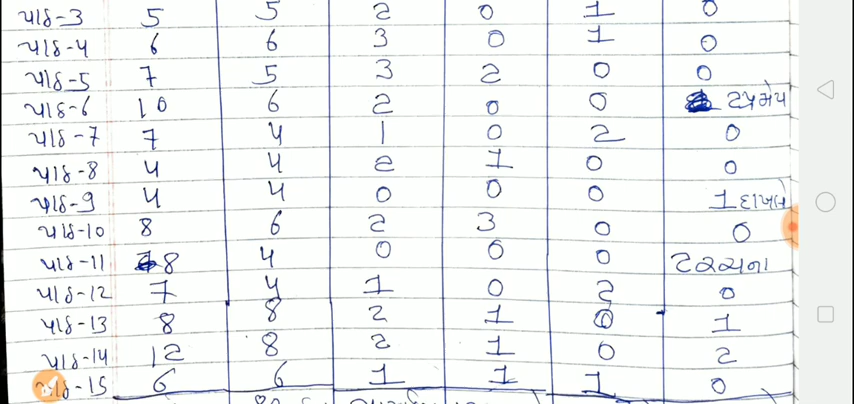 પાઠ-3 5 5 2 0 1 0
પાઠ-4 6 6 3 0 1 0
પાઠ-5 7 5 3 2 0 0
પાઠ-6 10 6 2 0 0
પાઠ-7 7 4 1 0 2 0
પાઠ-8 4 4 2 1 0 0
પાઠ-9 4 4 0 0 0 1 દાખલો
પાઠ-10 8 6 2 3 0 0
પાઠ-11 8 4 0 0 0 2 રચના
પાઠ-12 7 4 1 0 2 0
પાઠ-13 8 8 2 1 0 1
પાઠ-14 12 8 2 1 0 2
પાઠ-15 6 6 1 1 1 0